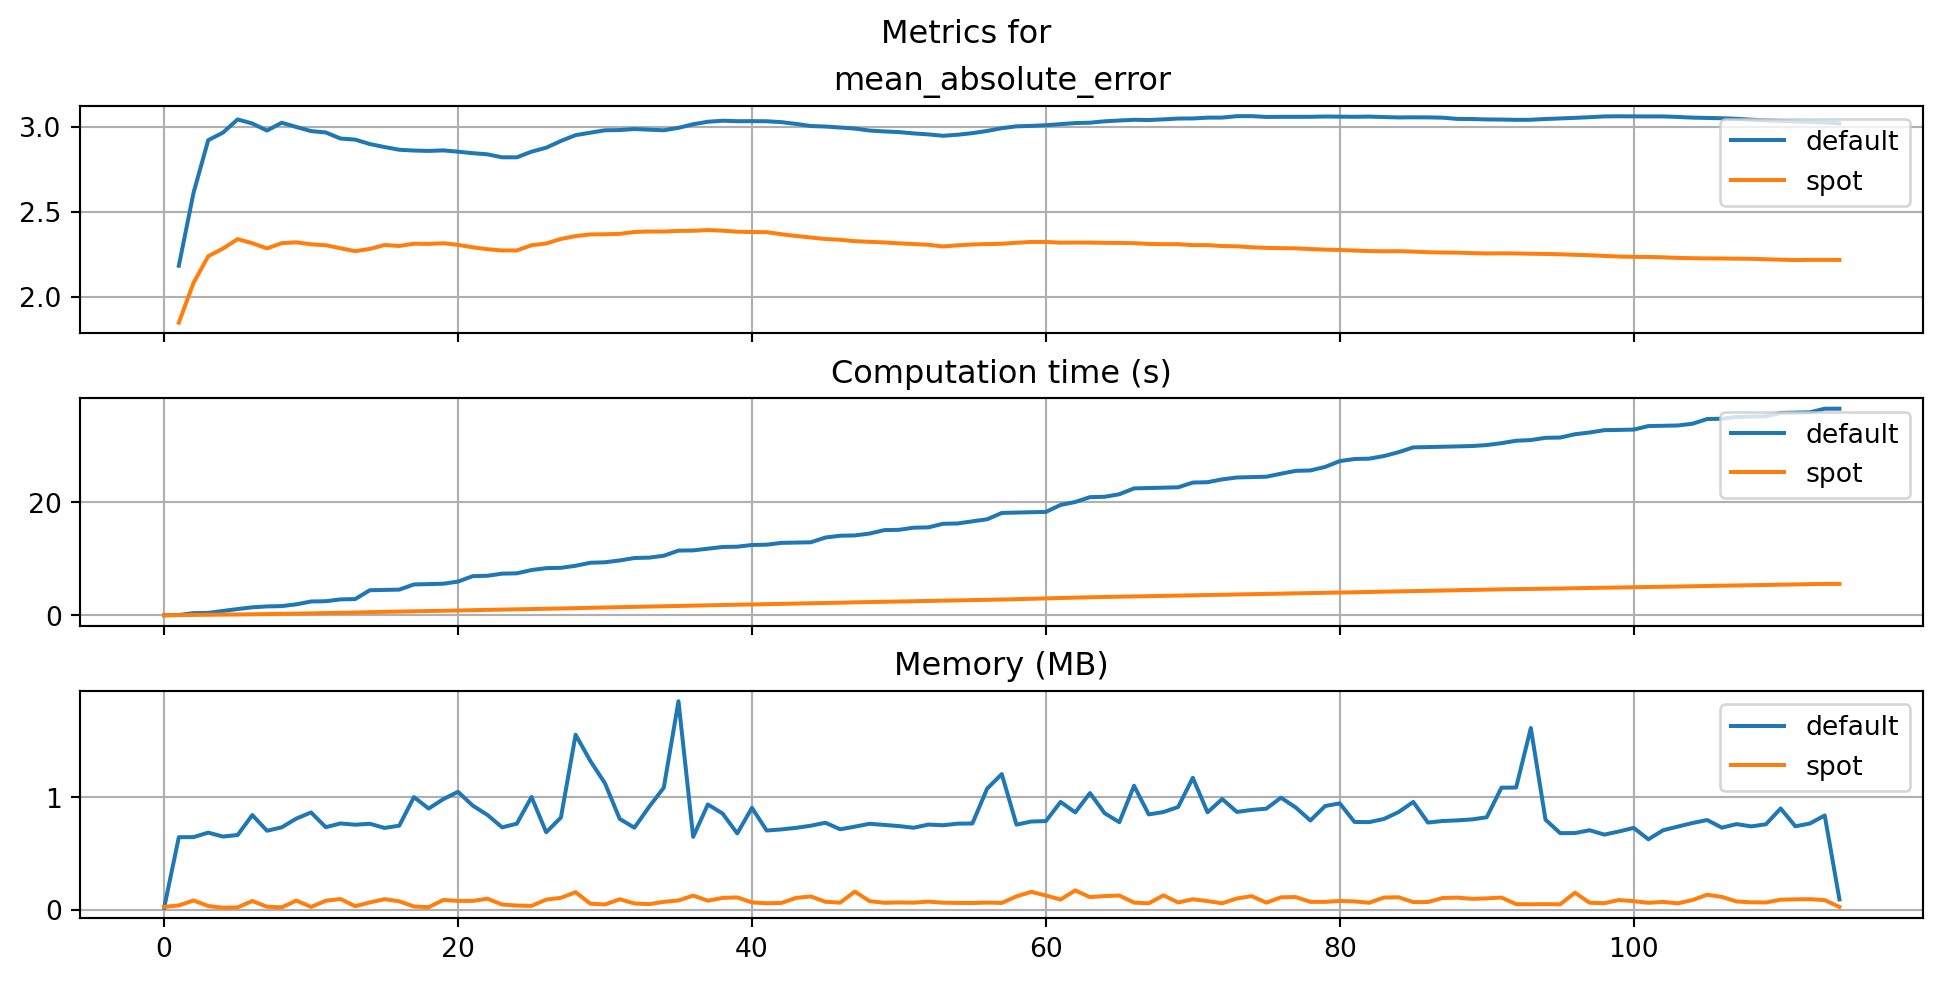 Metrics for
mean_absolute_error
3.0
2.5
2.0
default
spot
Computation time (s)
20
0
default
spot
Memory (MB)
1
0
default
spot
0 20 40 60 80 100